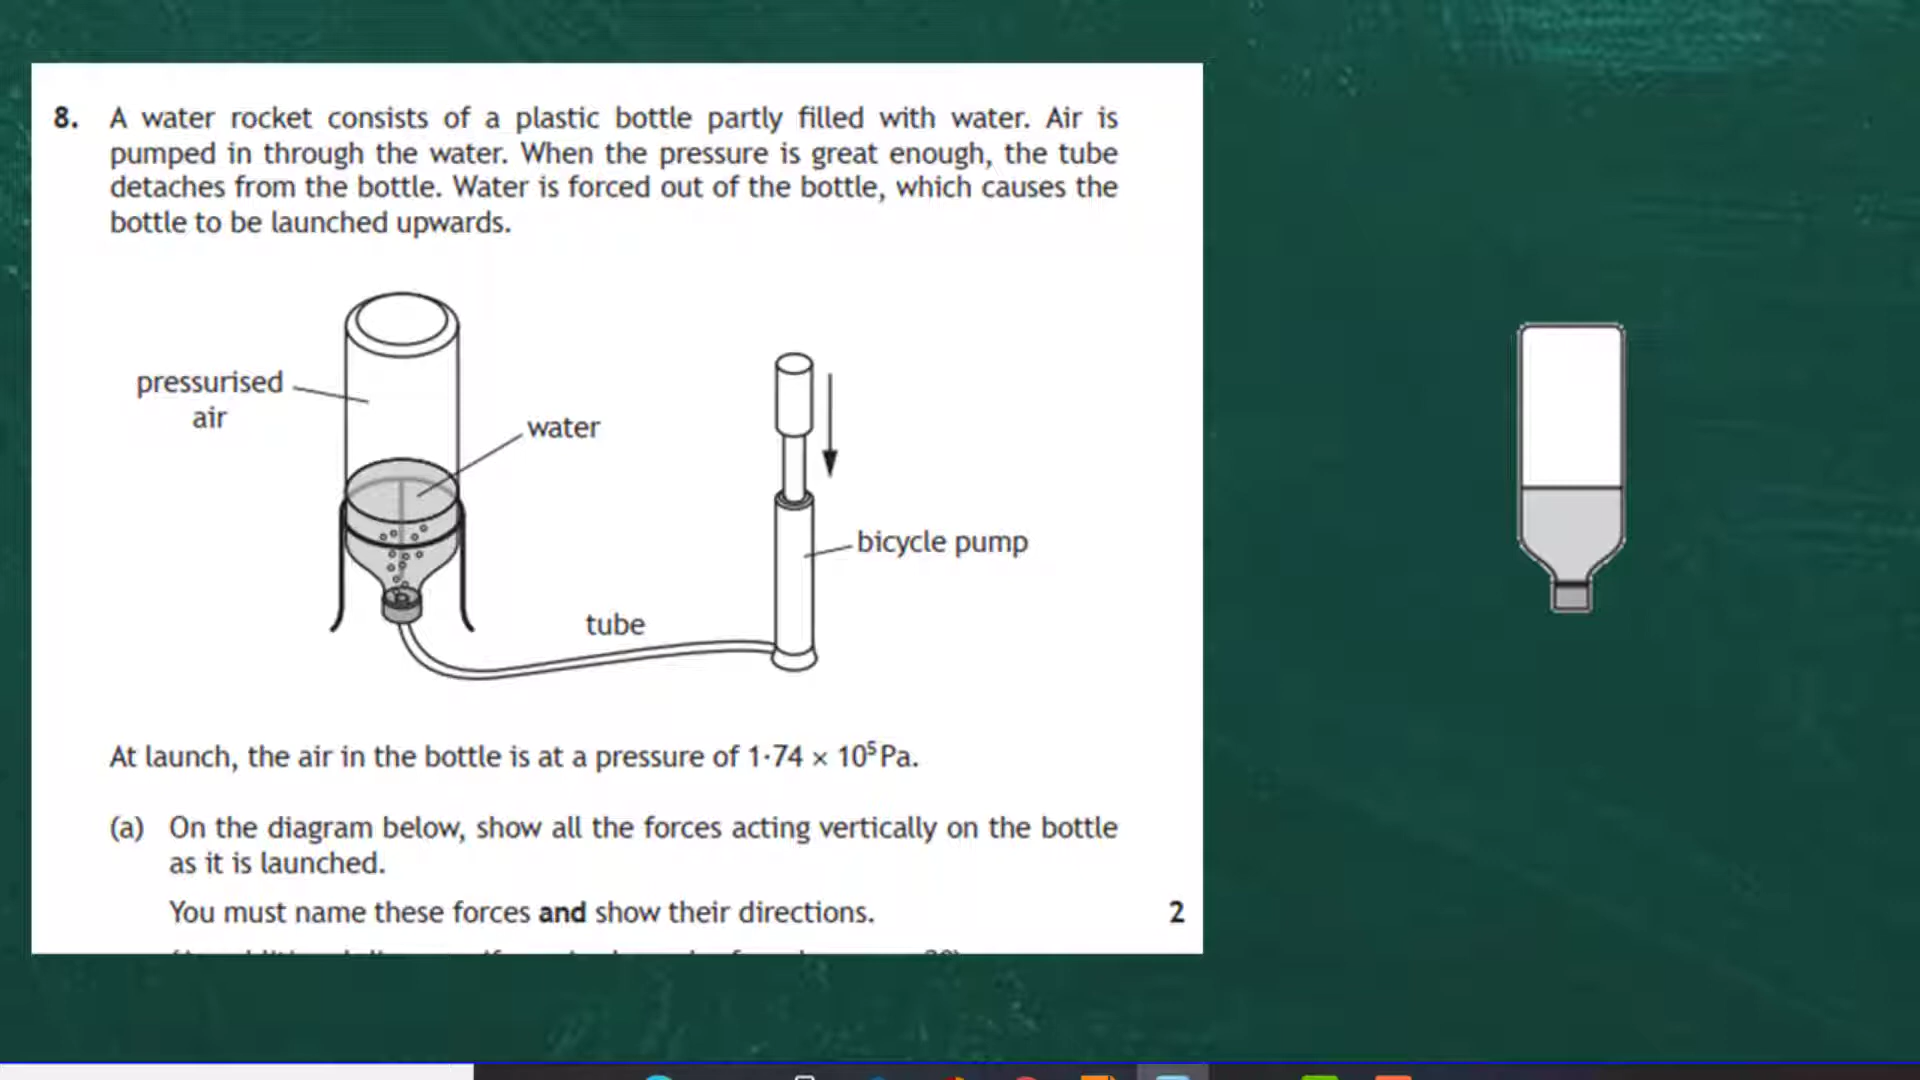 8. A water rocket consists of a plastic bottle partly filled with water. Air is
pumped in through the water. When the pressure is great enough, the tube
detaches from the bottle. Water is forced out of the bottle, which causes the
bottle to be launched upwards.
pressurised
air
water
bicycle pump
tube
At launch, the air in the bottle is at a pressure of 1·74 × 10⁵ Pa.
(a) On the diagram below, show all the forces acting vertically on the bottle
as it is launched.
You must name these forces and show their directions. 2